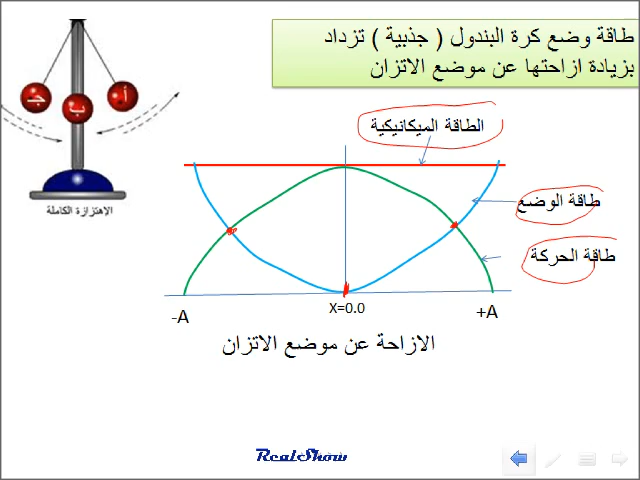 طاقة وضع كرة البندول ( جذبية ) تزداد
بزيادة ازاحتها عن موضع الاتزان
أ
ب
جـ
الاهتزازة الكاملة
الطاقة الميكانيكية
طاقة الوضع
طاقة الحركة
-A
X=0.0
+A
الازاحة عن موضع الاتزان
RealShow